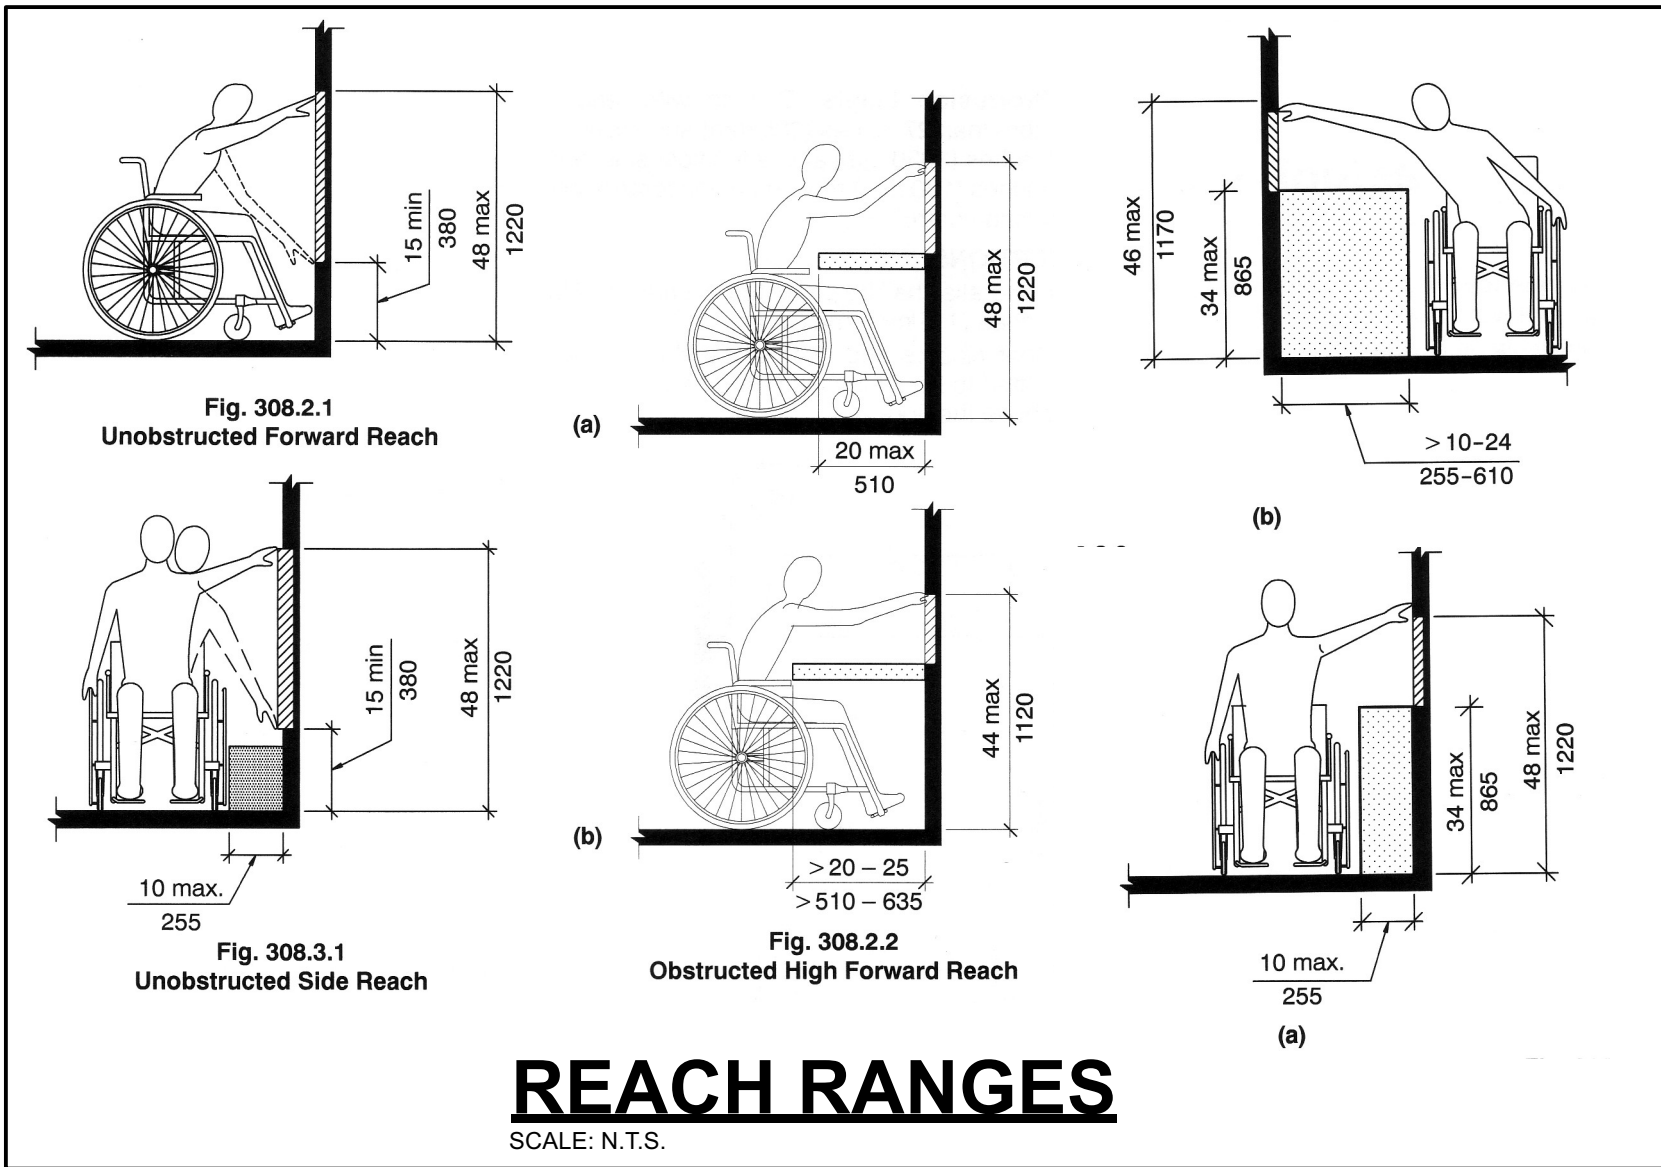 15 min
380
48 max
1220
Fig. 308.2.1
Unobstructed Forward Reach
48 max
1220
(a)
20 max
510
46 max
1170
34 max
865
>10-24
255-610
(b)
15 min
380
48 max
1220
10 max.
255
Fig. 308.3.1
Unobstructed Side Reach
44 max
1120
(b)
>20 – 25
>510 – 635
Fig. 308.2.2
Obstructed High Forward Reach
34 max
865
48 max
1220
10 max.
255
(a)
REACH RANGES
SCALE: N.T.S.